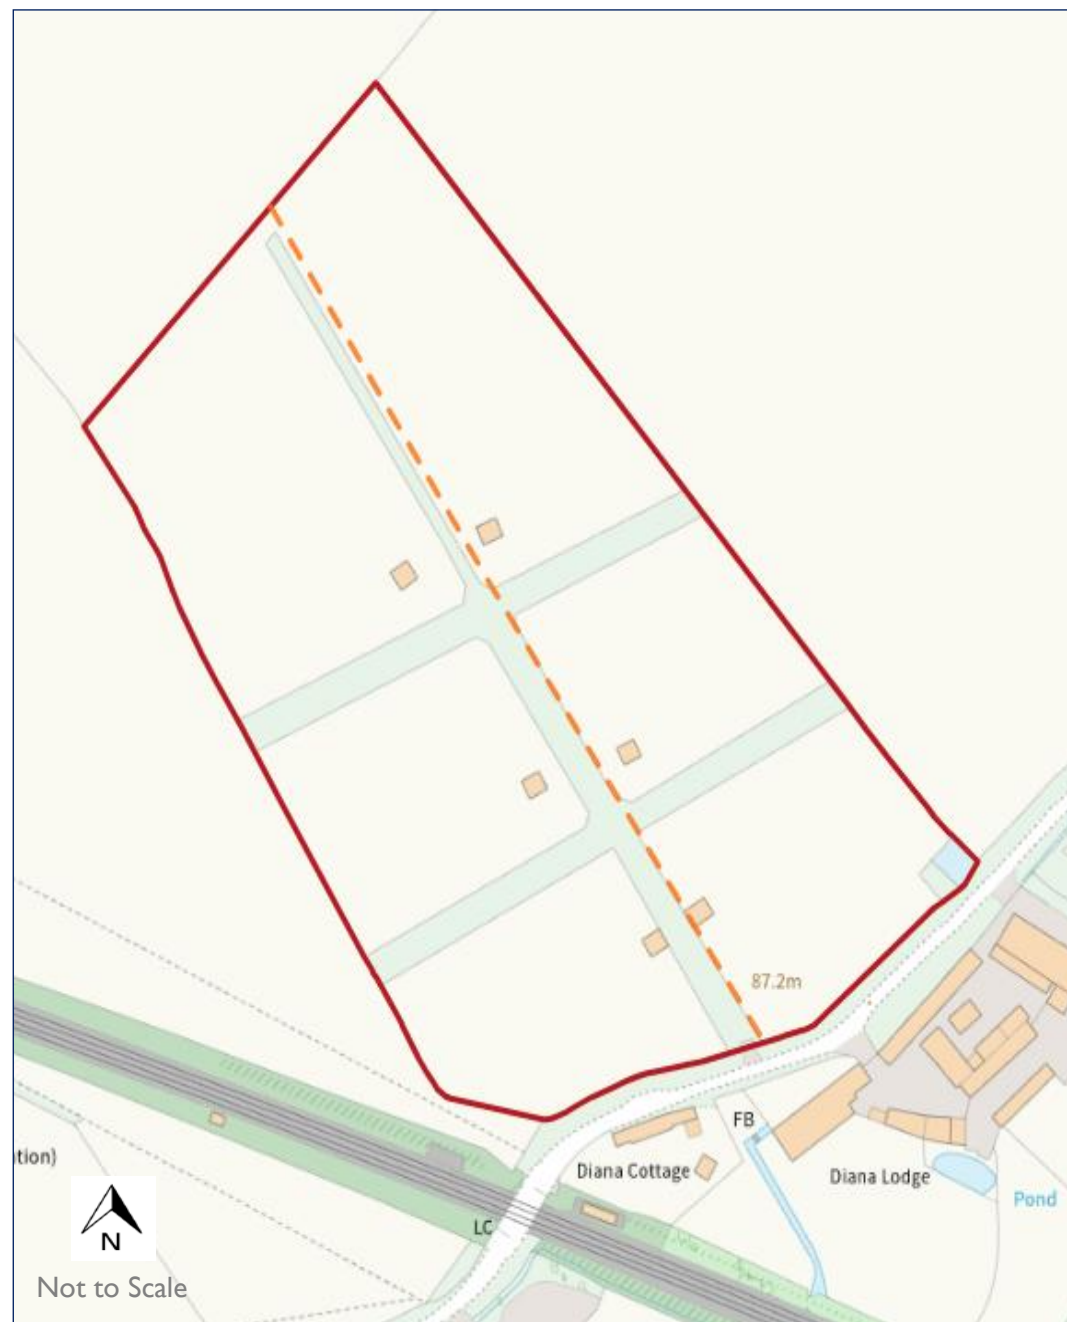 87.2m
FB
Diana Cottage
Diana Lodge
tion)
Pond
LC
N
Not to Scale